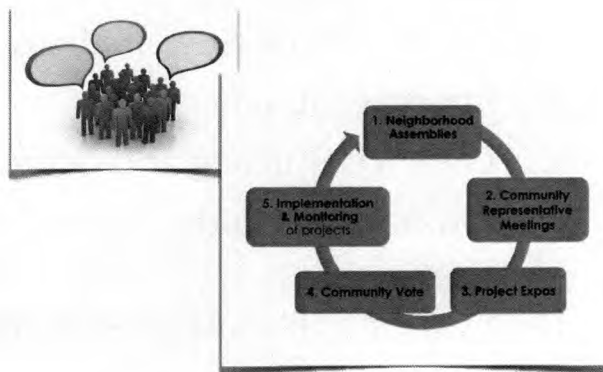 1. Neighborhood
Assemblies
2. Community
Representative
Meetings
3. Project Expos
4. Community Vote
5. Implementation
& Monitoring
of projects